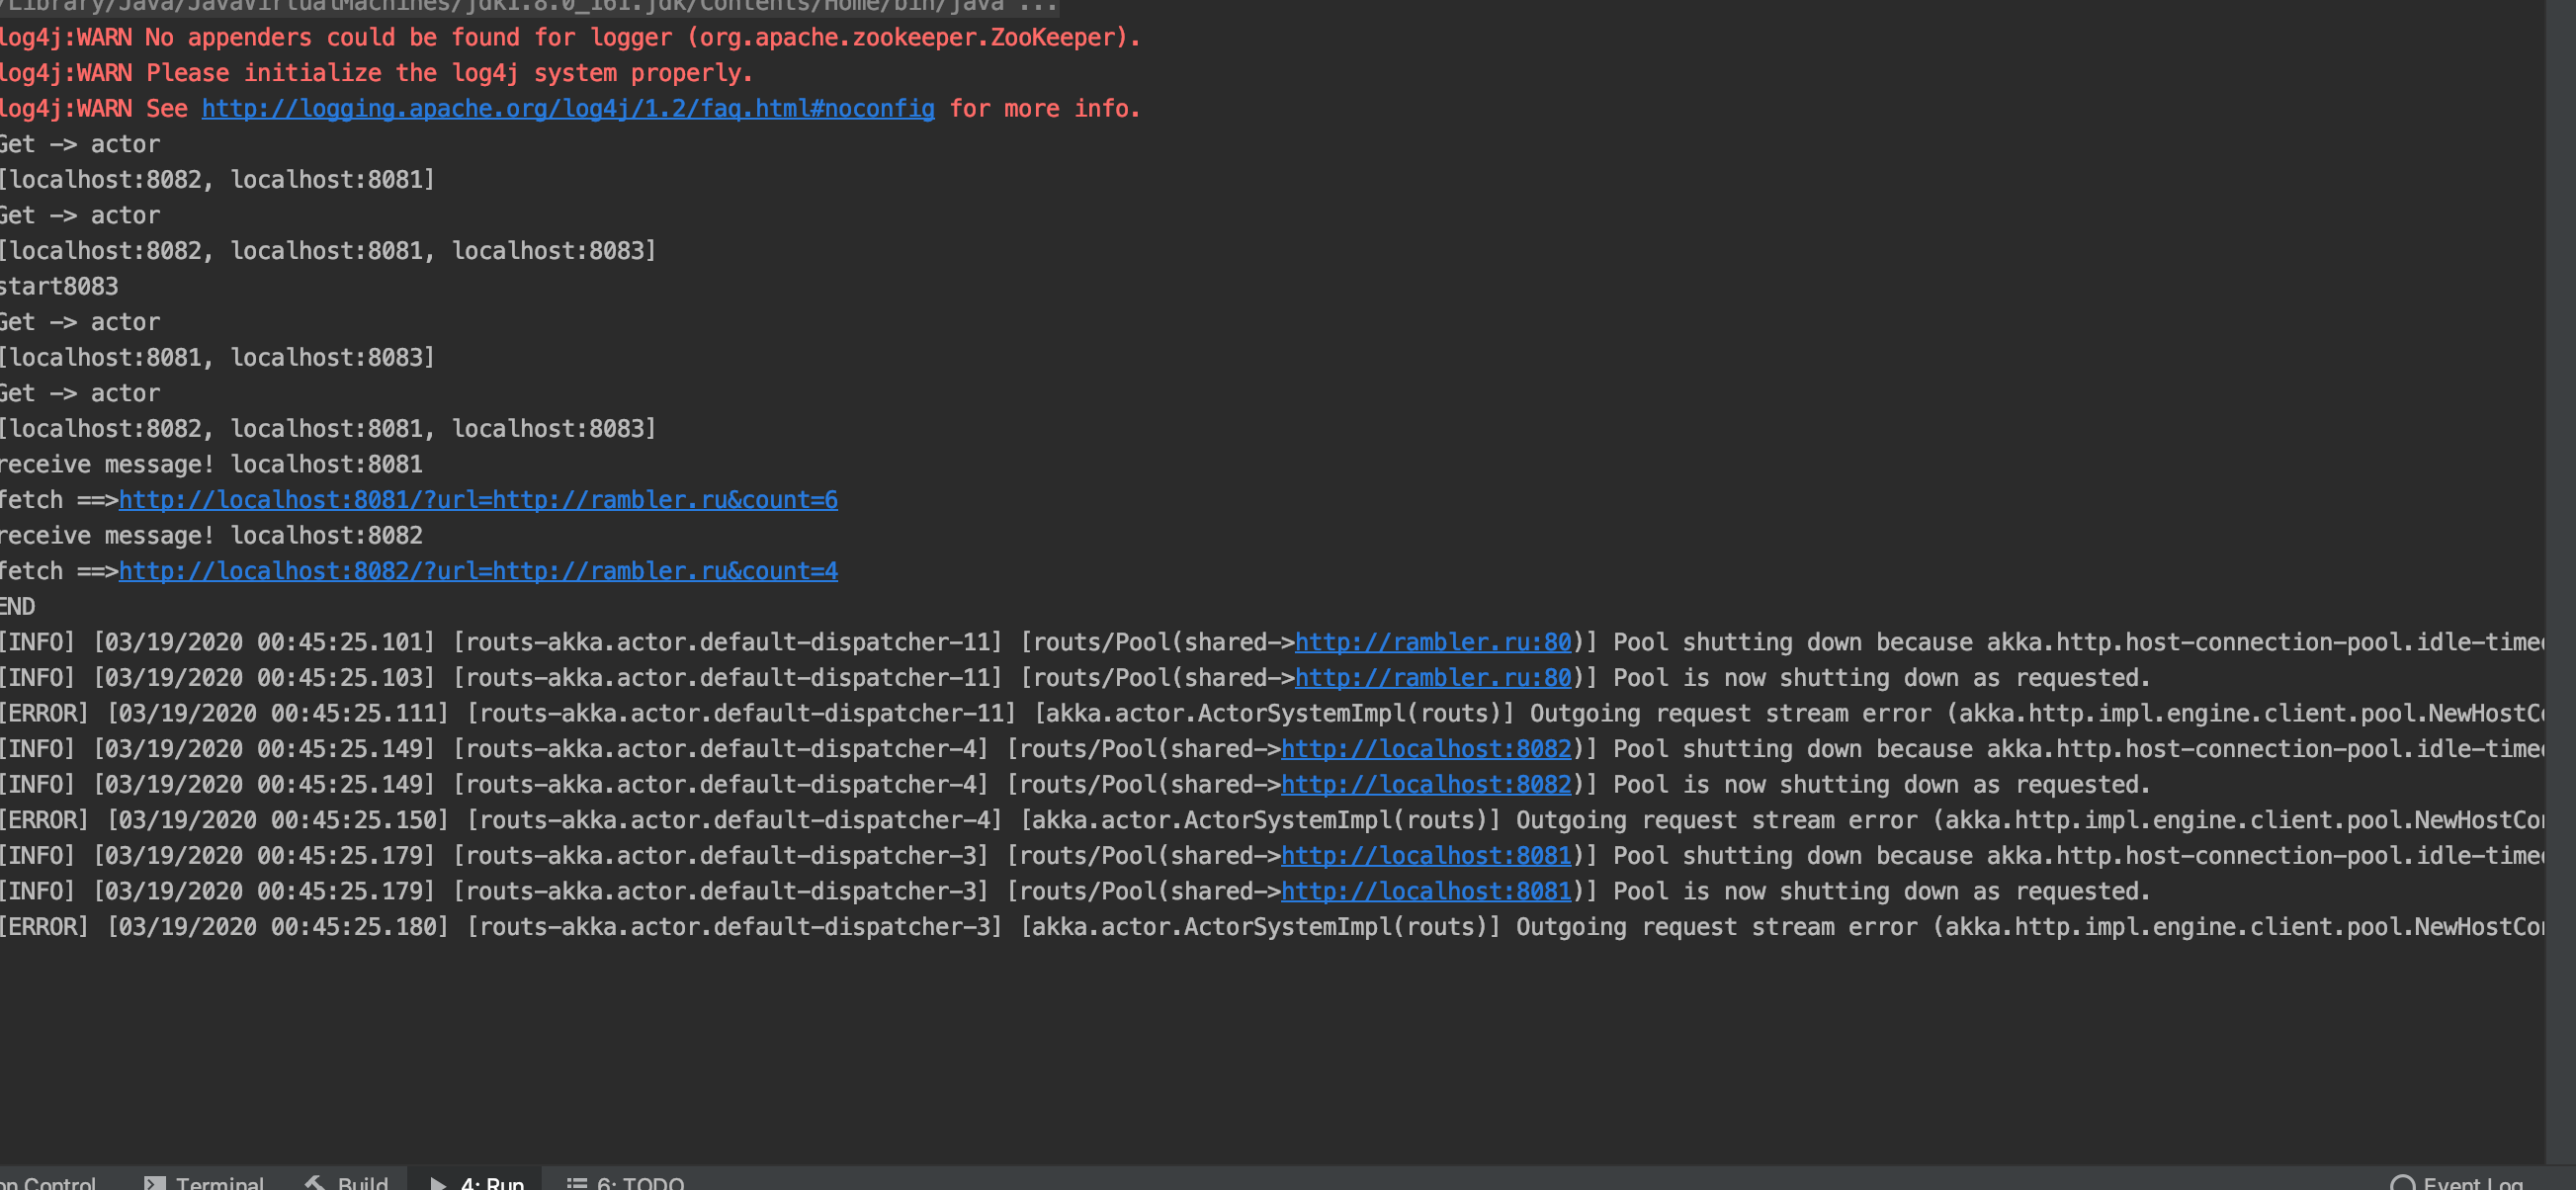 /Library/Java/JavaVirtualMachines/jdk1.8.0_161.jdk/Contents/Home/bin/java ...
log4j:WARN No appenders could be found for logger (org.apache.zookeeper.ZooKeeper).
log4j:WARN Please initialize the log4j system properly.
log4j:WARN See http://logging.apache.org/log4j/1.2/faq.html#noconfig for more info.
Get -> actor
[localhost:8082, localhost:8081]
Get -> actor
[localhost:8082, localhost:8081, localhost:8083]
start8083
Get -> actor
[localhost:8081, localhost:8083]
Get -> actor
[localhost:8082, localhost:8081, localhost:8083]
receive message! localhost:8081
fetch ==>http://localhost:8081/?url=http://rambler.ru&count=6
receive message! localhost:8082
fetch ==>http://localhost:8082/?url=http://rambler.ru&count=4
END
[INFO] [03/19/2020 00:45:25.101] [routs-akka.actor.default-dispatcher-11] [routs/Pool(shared->http://rambler.ru:80)] Pool shutting down because akka.http.host-connection-pool.idle-time
[INFO] [03/19/2020 00:45:25.103] [routs-akka.actor.default-dispatcher-11] [routs/Pool(shared->http://rambler.ru:80)] Pool is now shutting down as requested.
[ERROR] [03/19/2020 00:45:25.111] [routs-akka.actor.default-dispatcher-11] [akka.actor.ActorSystemImpl(routs)] Outgoing request stream error (akka.http.impl.engine.client.pool.NewHostC
[INFO] [03/19/2020 00:45:25.149] [routs-akka.actor.default-dispatcher-4] [routs/Pool(shared->http://localhost:8082)] Pool shutting down because akka.http.host-connection-pool.idle-time
[INFO] [03/19/2020 00:45:25.149] [routs-akka.actor.default-dispatcher-4] [routs/Pool(shared->http://localhost:8082)] Pool is now shutting down as requested.
[ERROR] [03/19/2020 00:45:25.150] [routs-akka.actor.default-dispatcher-4] [akka.actor.ActorSystemImpl(routs)] Outgoing request stream error (akka.http.impl.engine.client.pool.NewHostCo
[INFO] [03/19/2020 00:45:25.179] [routs-akka.actor.default-dispatcher-3] [routs/Pool(shared->http://localhost:8081)] Pool shutting down because akka.http.host-connection-pool.idle-time
[INFO] [03/19/2020 00:45:25.179] [routs-akka.actor.default-dispatcher-3] [routs/Pool(shared->http://localhost:8081)] Pool is now shutting down as requested.
[ERROR] [03/19/2020 00:45:25.180] [routs-akka.actor.default-dispatcher-3] [akka.actor.ActorSystemImpl(routs)] Outgoing request stream error (akka.http.impl.engine.client.pool.NewHostCo
on Control Terminal Build 4: Run 6: TODO Event Log